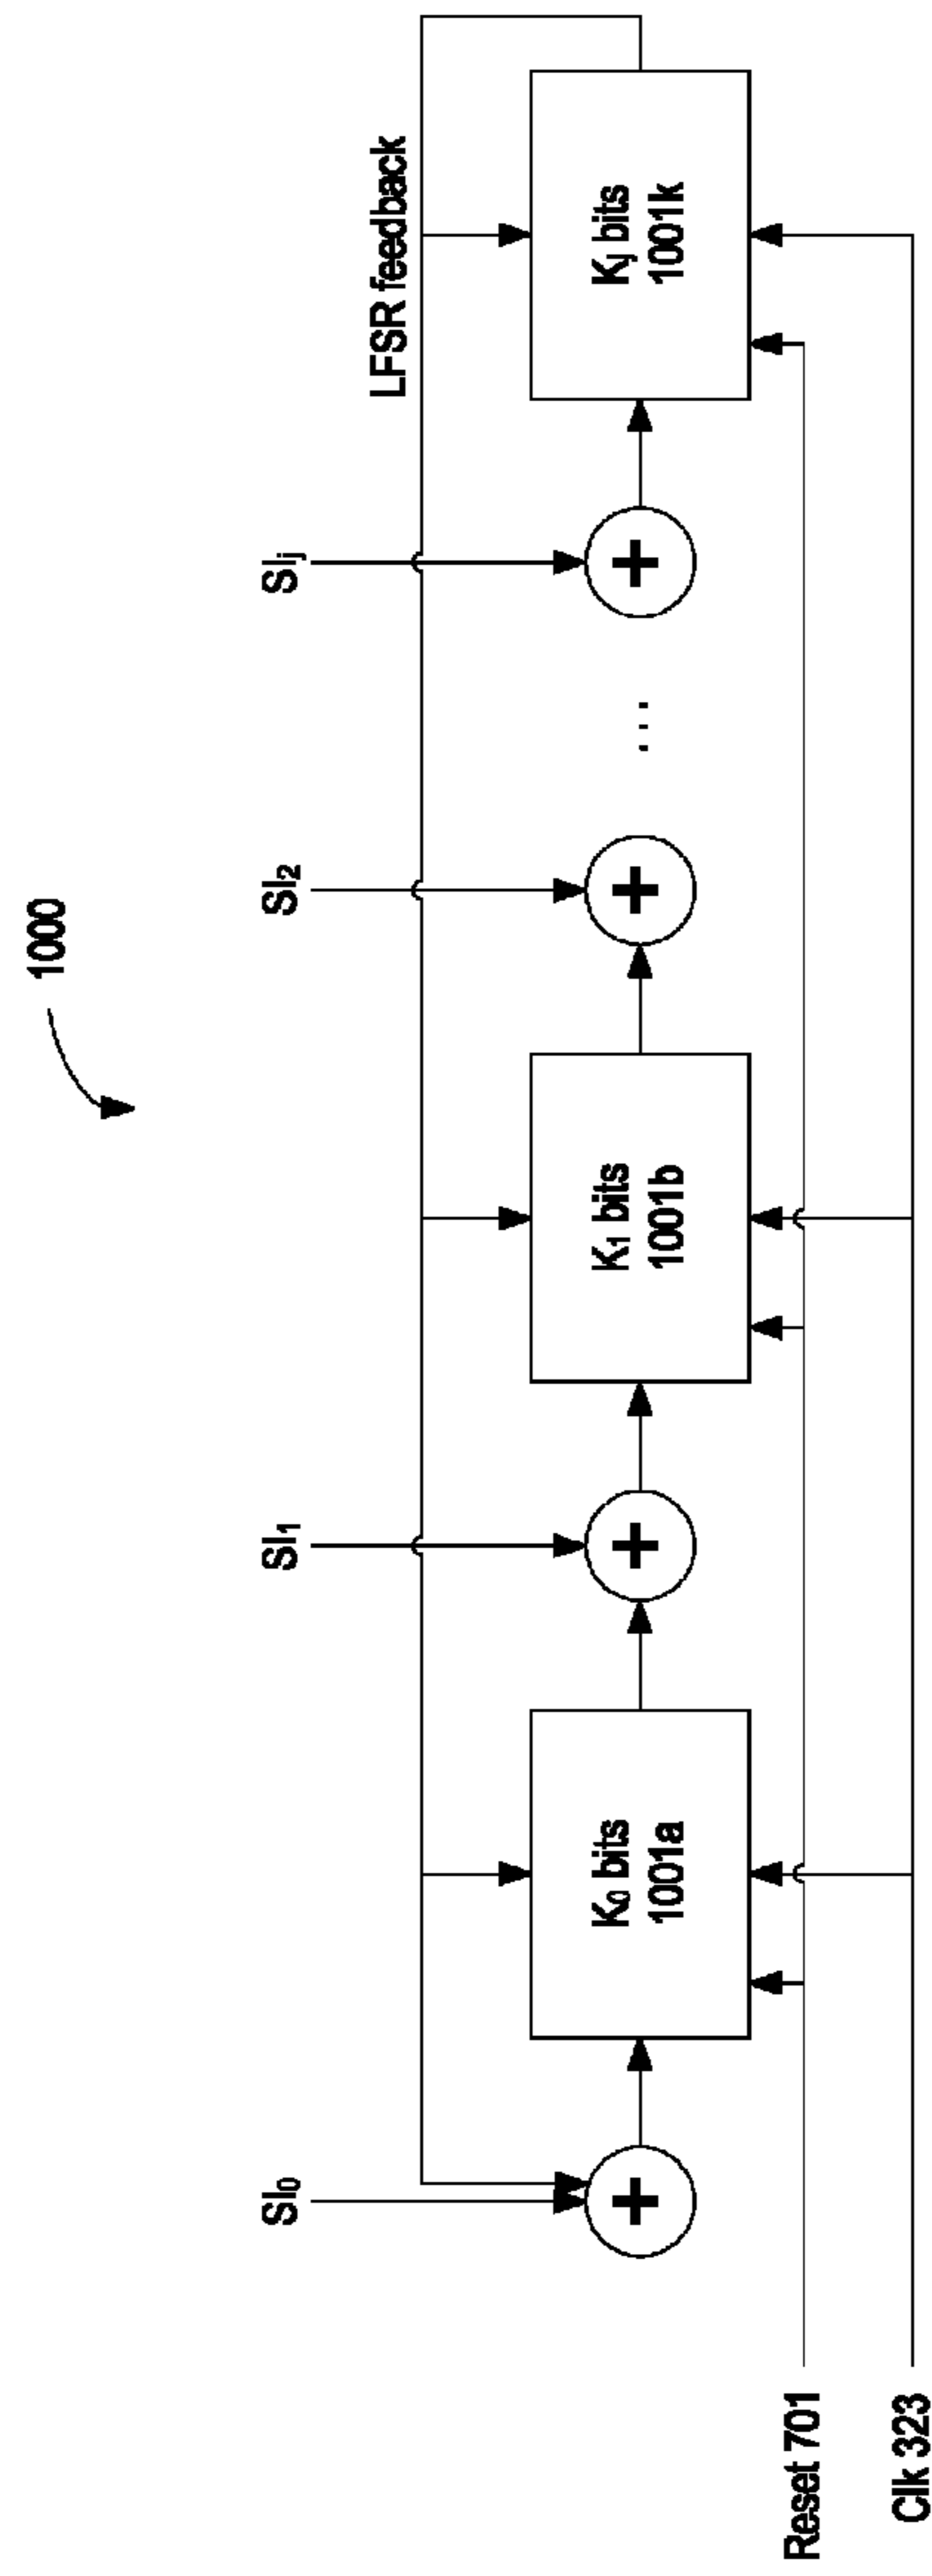 1000
SI₀
SI₁
SI₂
SIⱼ
LFSR feedback
K₀ bits
1001a
K₁ bits
1001b
...
Kⱼ bits
1001k
Reset 701
Clk 323